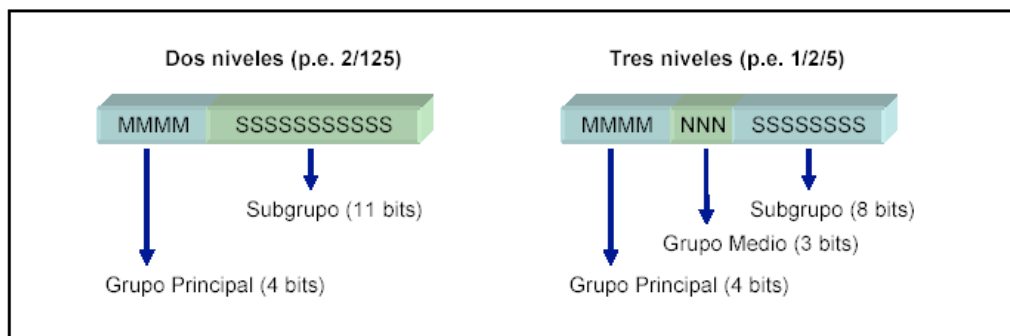 Dos niveles (p.e. 2/125)
MMMM SSSSSSSSSSS
Subgrupo (11 bits)
Grupo Principal (4 bits)
Tres niveles (p.e. 1/2/5)
MMMM NNN SSSSSSSS
Subgrupo (8 bits)
Grupo Medio (3 bits)
Grupo Principal (4 bits)